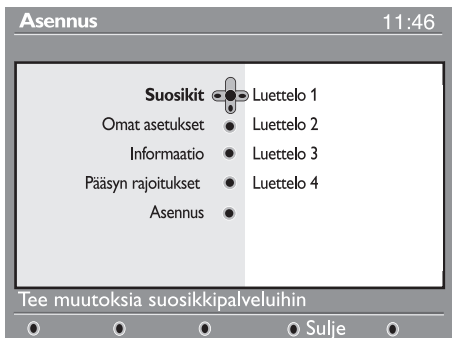 Asennus 11:46
Suosikit Luettelo 1
Omat asetukset Luettelo 2
Informaatio Luettelo 3
Pääsyn rajoitukset Luettelo 4
Asennus
Tee muutoksia suosikkipalveluihin
Sulje